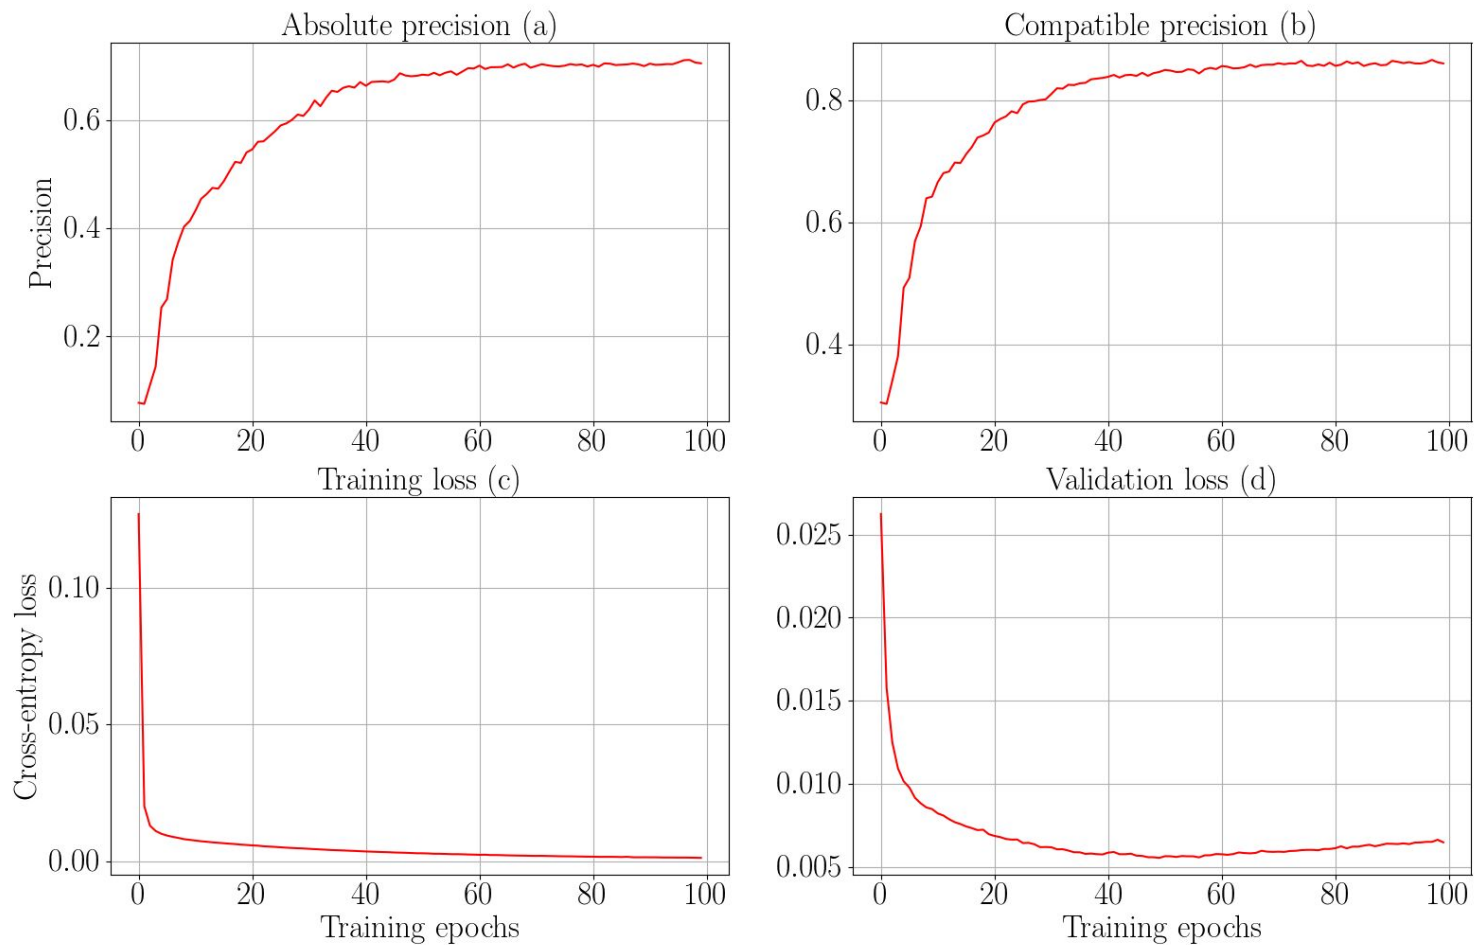 Absolute precision (a)
Compatible precision (b)
Precision
0.6
0.4
0.2
0 20 40 60 80 100
0.8
0.6
0.4
0 20 40 60 80 100
Training loss (c)
Validation loss (d)
Cross-entropy loss
0.10
0.05
0.00
0 20 40 60 80 100
Training epochs
0.025
0.020
0.015
0.010
0.005
0 20 40 60 80 100
Training epochs